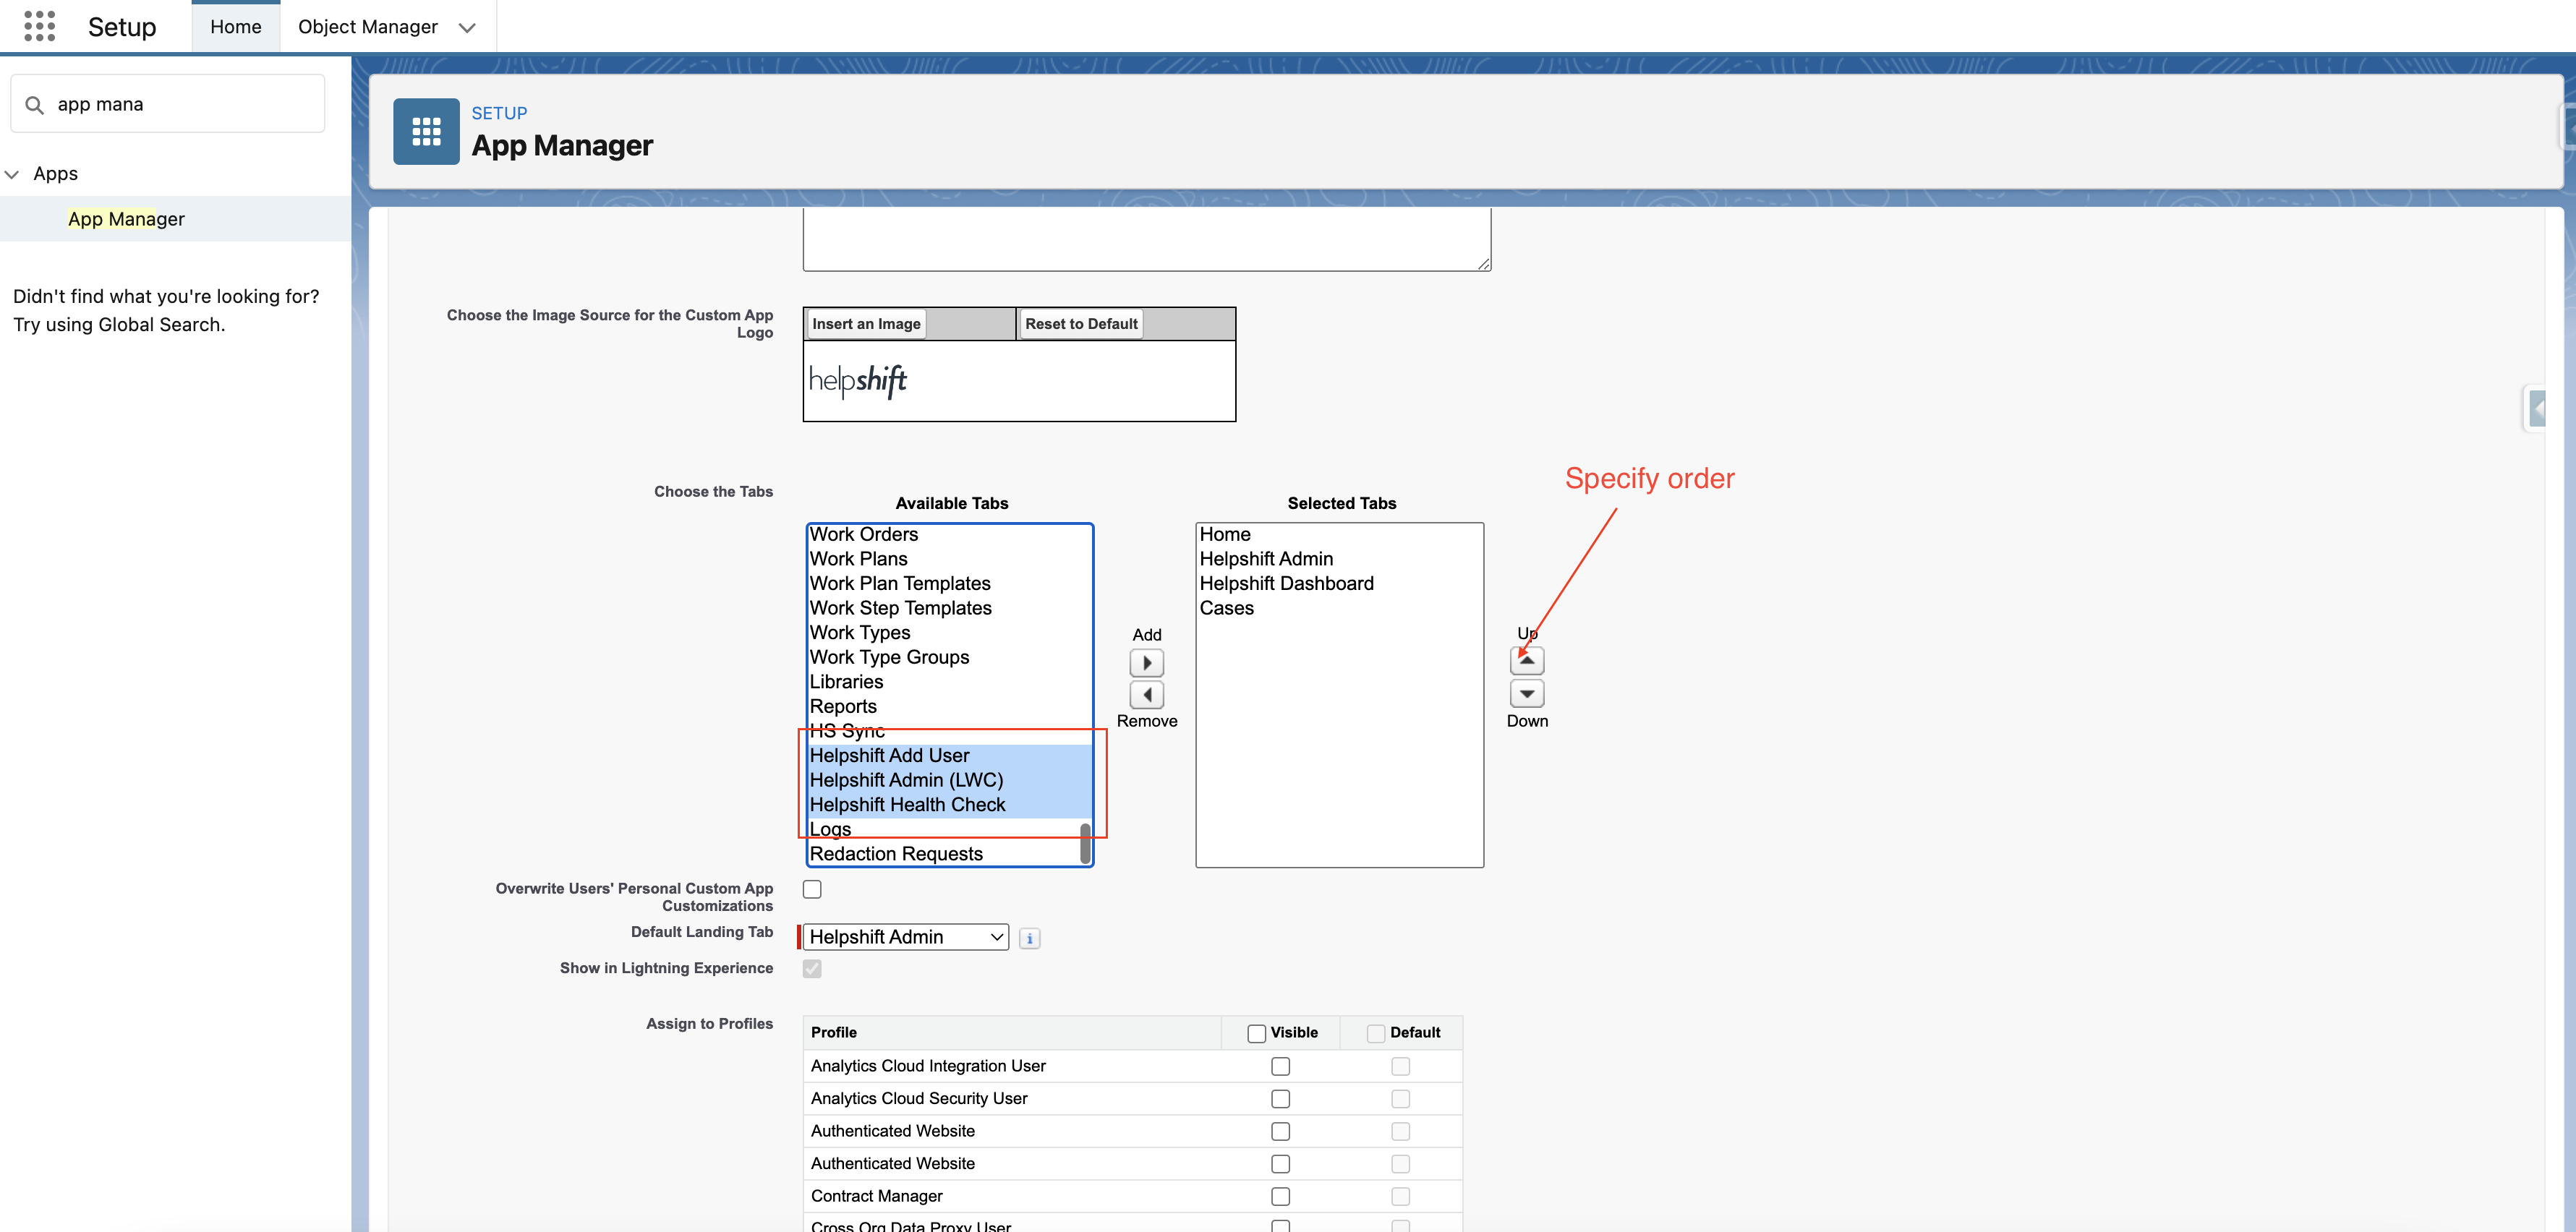 Setup
Home
Object Manager
app mana
Apps
App Manager
Didn't find what you're looking for?
Try using Global Search.
SETUP
App Manager
Choose the Image Source for the Custom App
Logo
Insert an Image
Reset to Default
helpshift
Choose the Tabs
Available Tabs
Work Orders
Work Plans
Work Plan Templates
Work Step Templates
Work Types
Work Type Groups
Libraries
Reports
HS Sync
Helpshift Add User
Helpshift Admin (LWC)
Helpshift Health Check
Logs
Redaction Requests
Add
Remove
Selected Tabs
Home
Helpshift Admin
Helpshift Dashboard
Cases
Specify order
Up
Down
Overwrite Users' Personal Custom App
Customizations
Default Landing Tab
Helpshift Admin
Show in Lightning Experience
Assign to Profiles
Profile Visible Default
Analytics Cloud Integration User
Analytics Cloud Security User
Authenticated Website
Authenticated Website
Contract Manager
Cross Org Data Proxy User